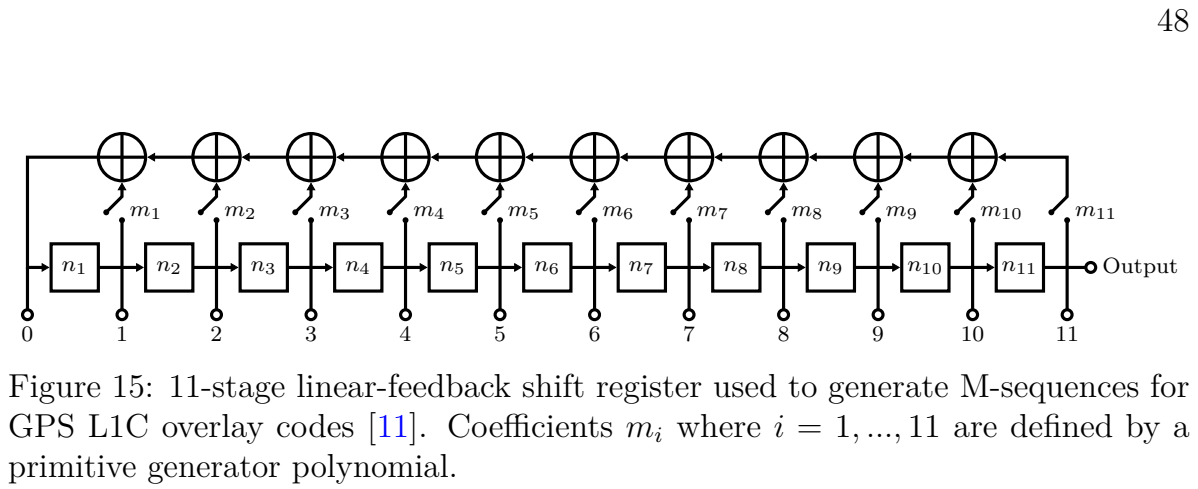 48
m₁ m₂ m₃ m₄ m₅ m₆ m₇ m₈ m₉ m₁₀ m₁₁
n₁ n₂ n₃ n₄ n₅ n₆ n₇ n₈ n₉ n₁₀ n₁₁ Output
0 1 2 3 4 5 6 7 8 9 10 11
Figure 15: 11-stage linear-feedback shift register used to generate M-sequences for
GPS L1C overlay codes [11]. Coefficients mᵢ where i = 1, ..., 11 are defined by a
primitive generator polynomial.